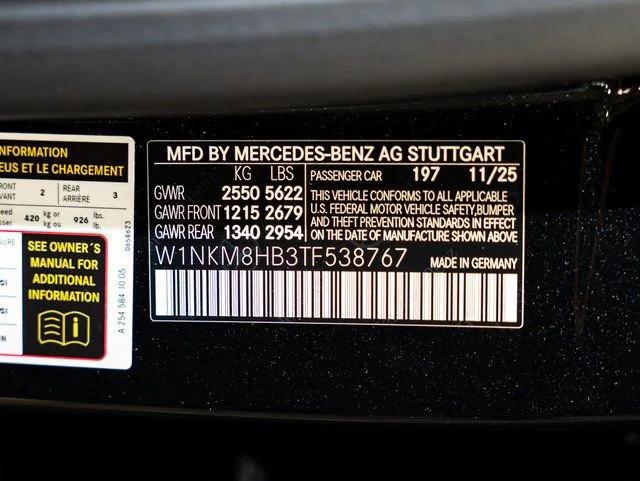 NFORMATION
EUS ET LE CHARGEMENT
RONT
AVANT
2
REAR
ARRIÈRE
3
420 kg or
kg ou
926 lbs.
lb.
SEE OWNER´S
MANUAL FOR
ADDITIONAL
INFORMATION
0658623
A 254 584 10 05
MFD BY MERCEDES-BENZ AG STUTTGART
KG LBS
GVWR 2550 5622
GAWR FRONT 1215 2679
GAWR REAR 1340 2954
PASSENGER CAR 197 11/25
THIS VEHICLE CONFORMS TO ALL APPLICABLE
U.S. FEDERAL MOTOR VEHICLE SAFETY, BUMPER
AND THEFT PREVENTION STANDARDS IN EFFECT
ON THE DATE OF MANUFACTURE SHOWN ABOVE
W1NKM8HB3TF538767
MADE IN GERMANY